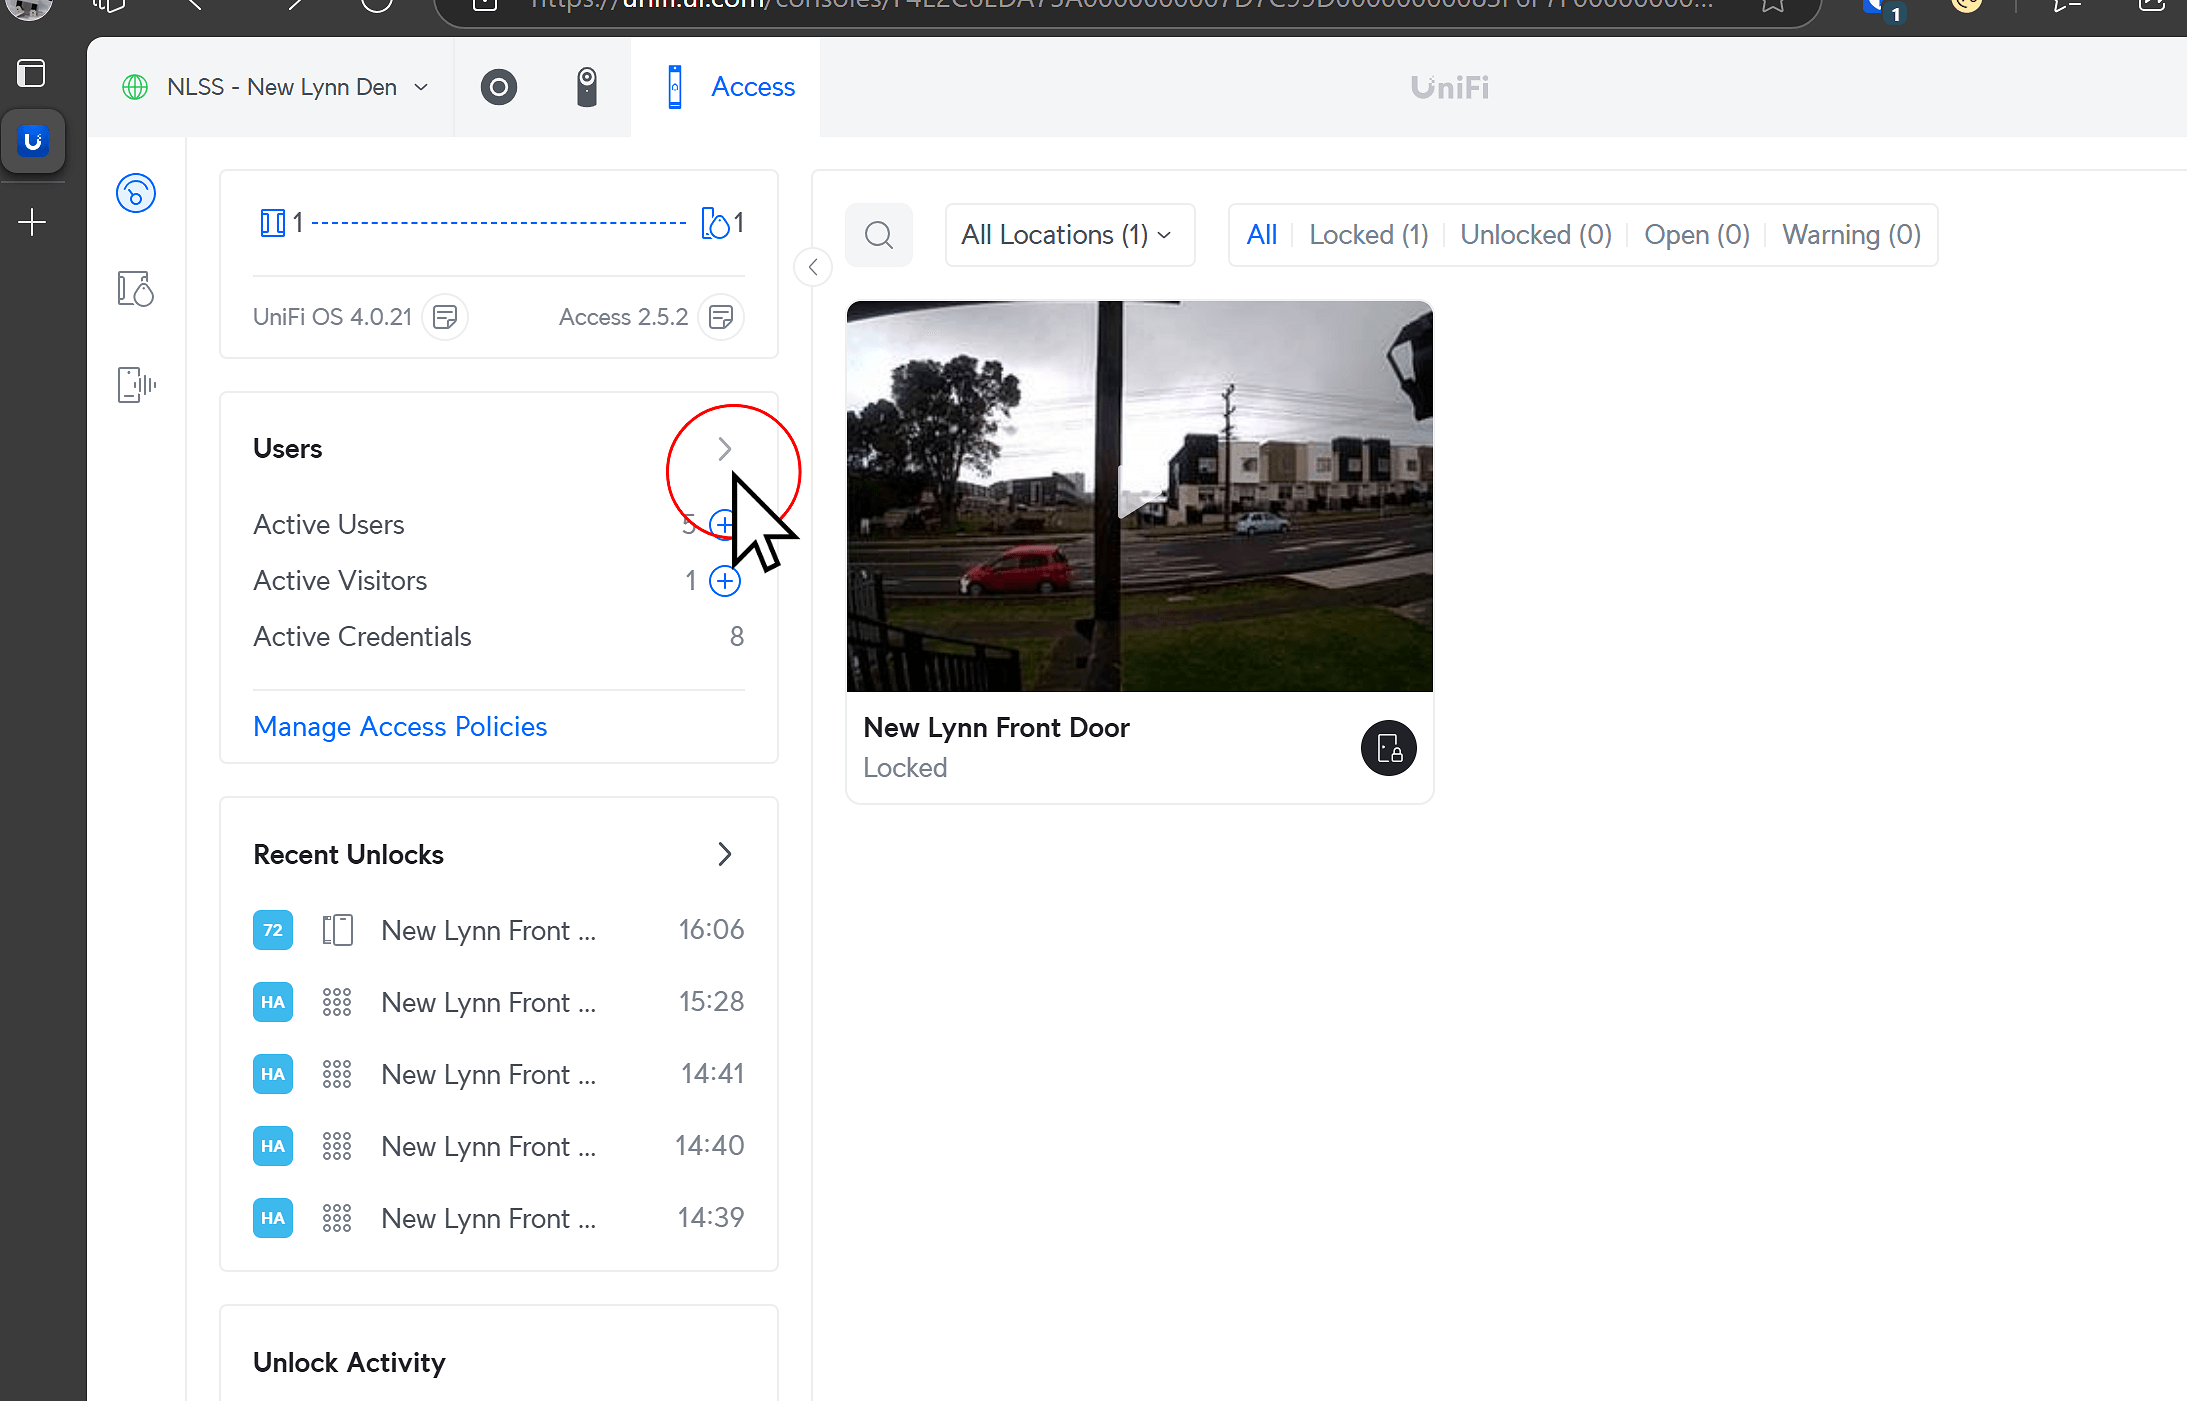 NLSS - New Lynn Den
Access
UniFi
1
1
UniFi OS 4.0.21
Access 2.5.2
All Locations (1)
All
Locked (1)
Unlocked (0)
Open (0)
Warning (0)
Users
Active Users 5
Active Visitors 1
Active Credentials 8
Manage Access Policies
New Lynn Front Door
Locked
Recent Unlocks
72 New Lynn Front ... 16:06
HA New Lynn Front ... 15:28
HA New Lynn Front ... 14:41
HA New Lynn Front ... 14:40
HA New Lynn Front ... 14:39
Unlock Activity
1